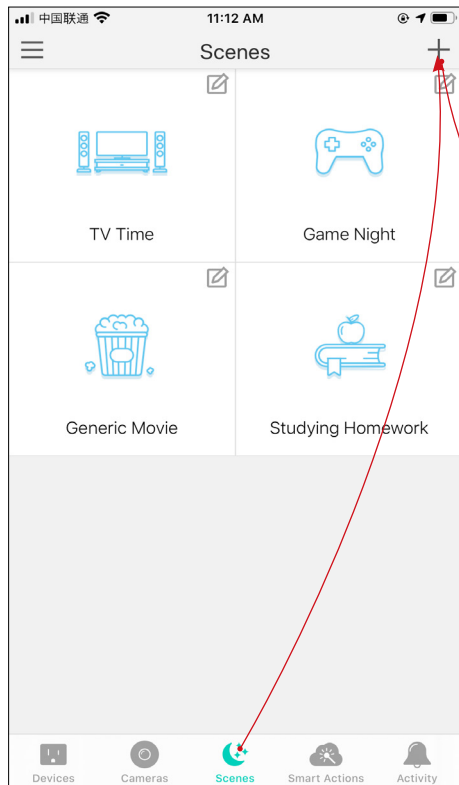 中国联通 11:12 AM
Scenes
TV Time Game Night
Generic Movie Studying Homework
Devices Cameras Scenes Smart Actions Activity